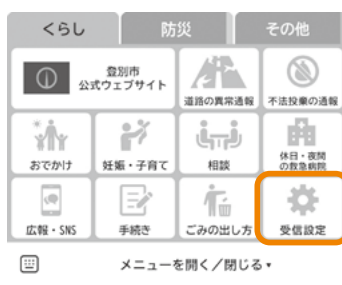 くらし
防災
その他
登別市
公式ウェブサイト
道路の異常通報
不法投棄の通報
おでかけ
妊娠・子育て
相談
休日・夜間
の救急病院
広報・SNS
手続き
ごみの出し方
受信設定
メニューを開く／閉じる▾